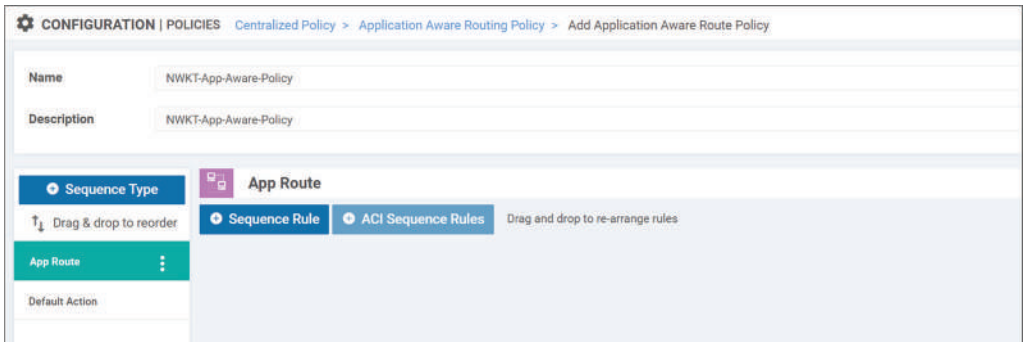 CONFIGURATION | POLICIES Centralized Policy > Application Aware Routing Policy > Add Application Aware Route Policy
Name NWKT-App-Aware-Policy
Description NWKT-App-Aware-Policy
Sequence Type
Drag & drop to reorder
App Route
Default Action
App Route
Sequence Rule ACI Sequence Rules Drag and drop to re-arrange rules